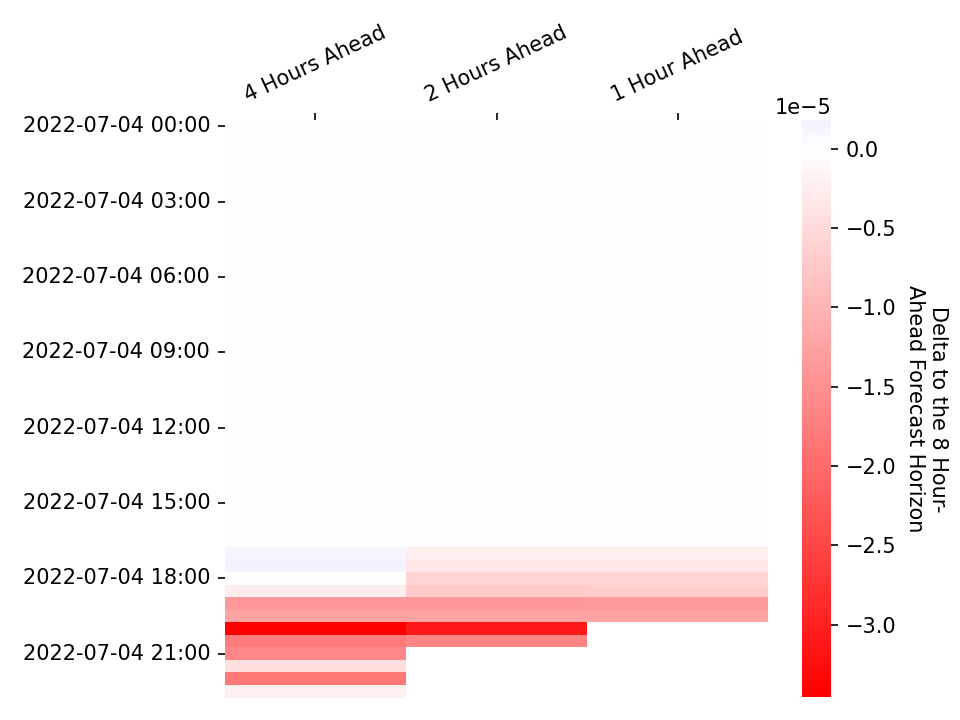 4 Hours Ahead
2 Hours Ahead
1 Hour Ahead
1e−5
2022-07-04 00:00
2022-07-04 03:00
2022-07-04 06:00
2022-07-04 09:00
2022-07-04 12:00
2022-07-04 15:00
2022-07-04 18:00
2022-07-04 21:00
0.0
−0.5
−1.0
−1.5
−2.0
−2.5
−3.0
Delta to the 8 Hour-
Ahead Forecast Horizon